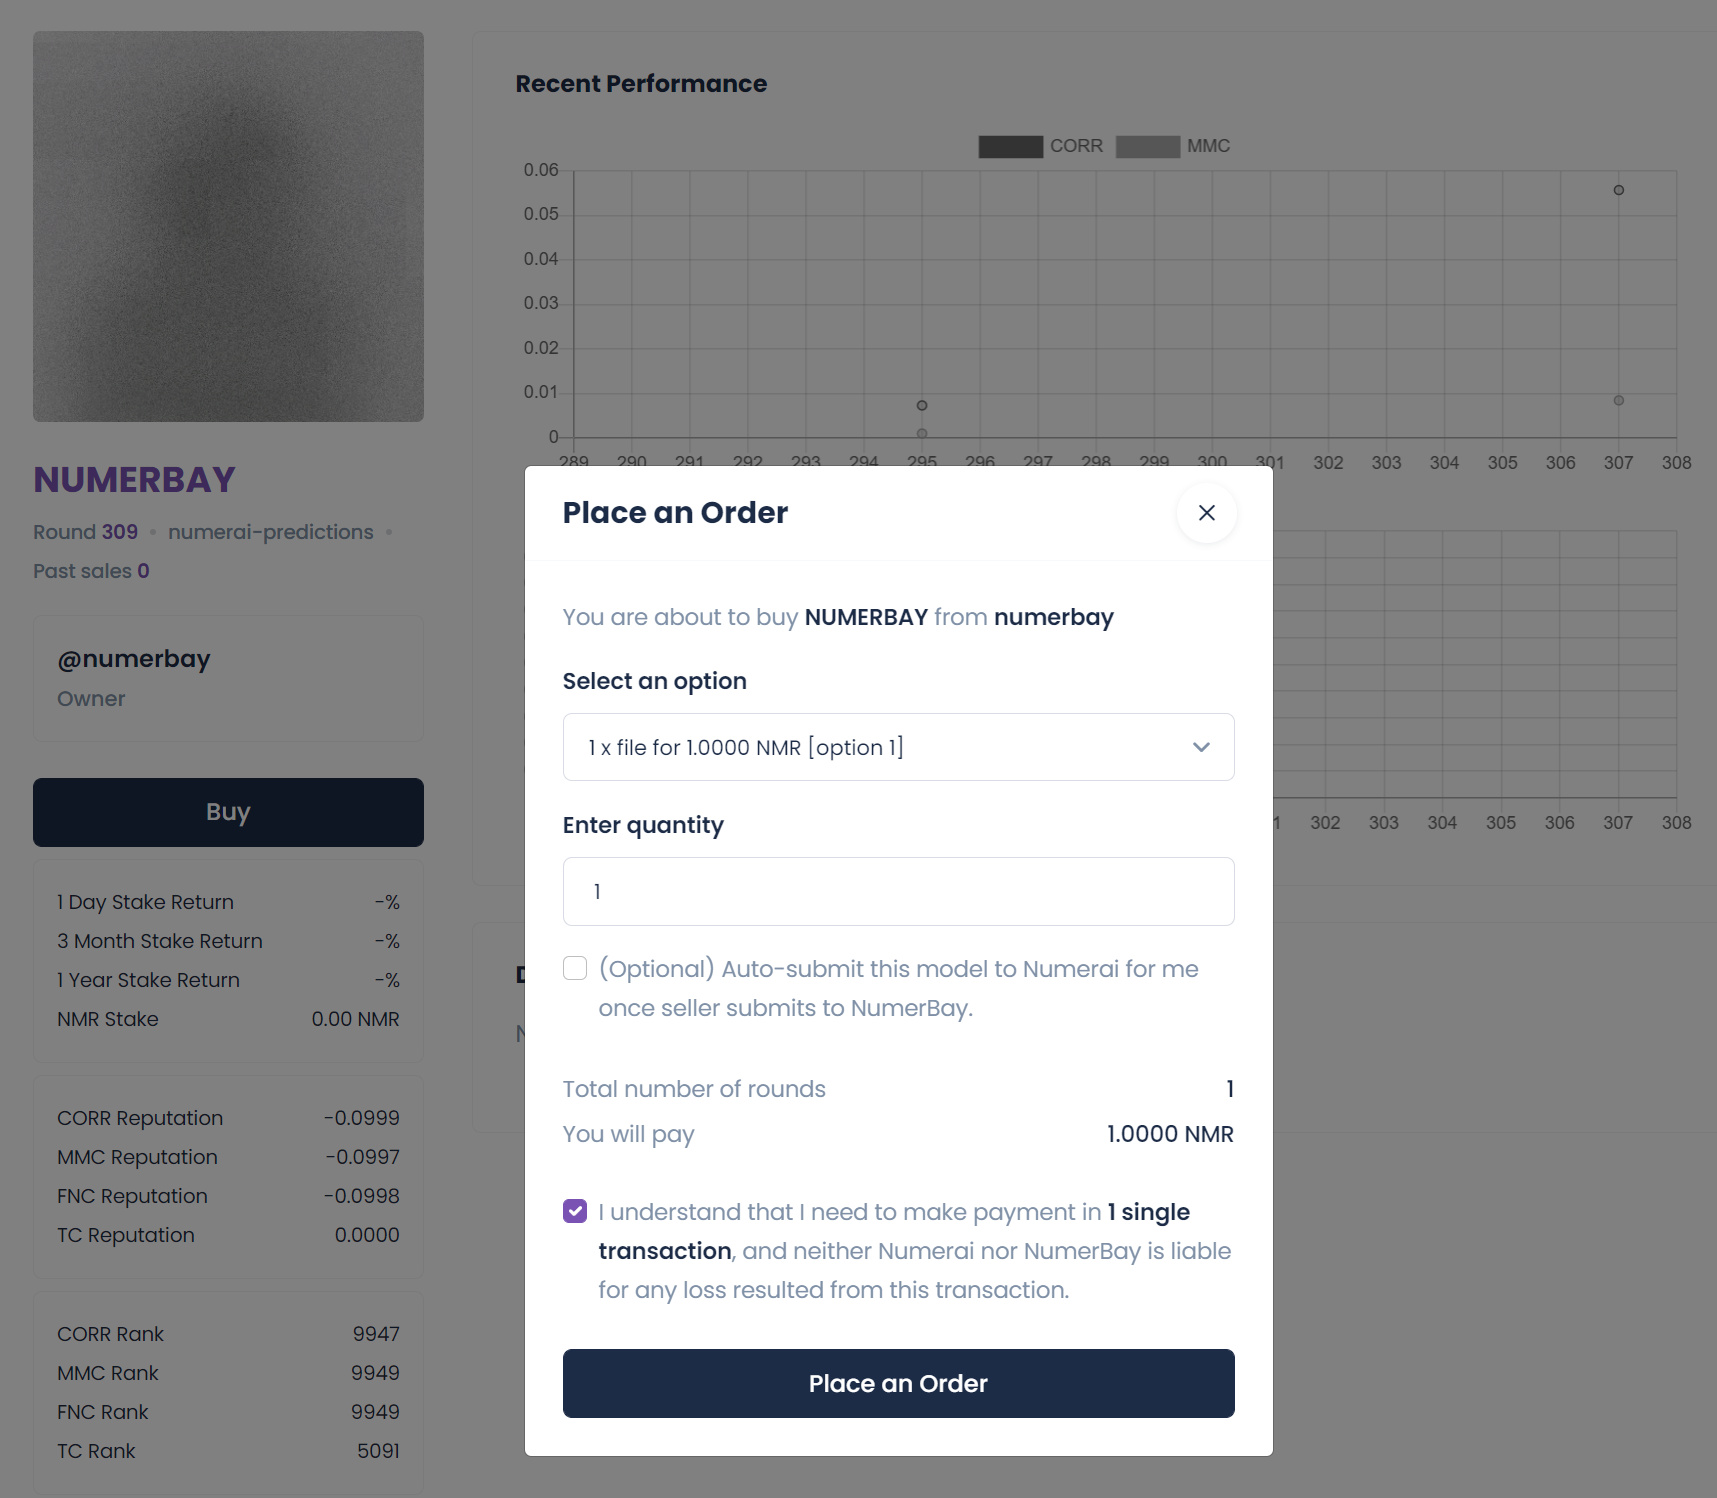 Recent Performance
CORR MMC
0.06
0.05
0.04
0.03
0.02
0.01
0
289 290 291 292 293 294 295 296 297 298 299 300 301 302 303 304 305 306 307 308
NUMERBAY
Round 309 • numerai-predictions •
Past sales 0
@numerbay
Owner
Buy
1 Day Stake Return -%
3 Month Stake Return -%
1 Year Stake Return -%
NMR Stake 0.00 NMR
CORR Reputation -0.0999
MMC Reputation -0.0997
FNC Reputation -0.0998
TC Reputation 0.0000
CORR Rank 9947
MMC Rank 9949
FNC Rank 9949
TC Rank 5091
Place an Order
You are about to buy NUMERBAY from numerbay
Select an option
1 x file for 1.0000 NMR [option 1]
Enter quantity
1
(Optional) Auto-submit this model to Numerai for me
once seller submits to NumerBay.
Total number of rounds 1
You will pay 1.0000 NMR
I understand that I need to make payment in 1 single
transaction, and neither Numerai nor NumerBay is liable
for any loss resulted from this transaction.
Place an Order
302 303 304 305 306 307 308